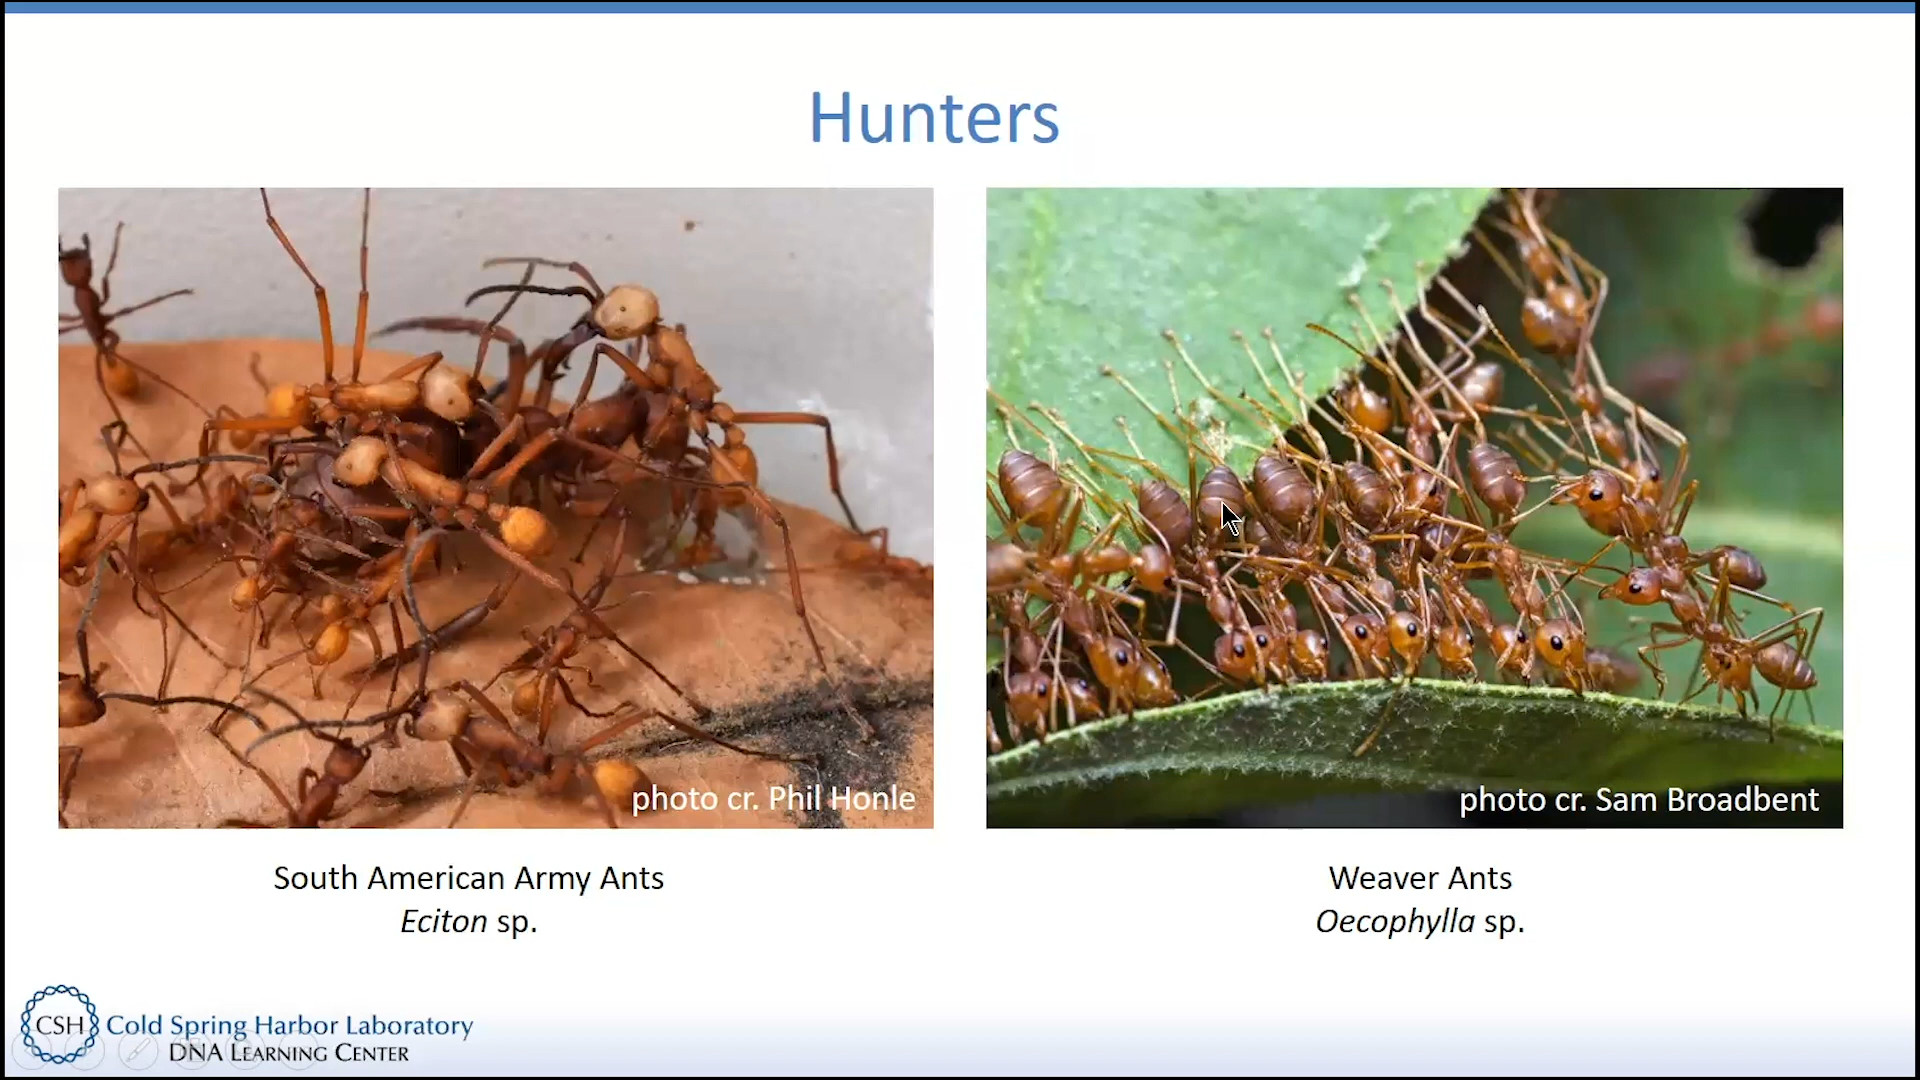 Hunters
photo cr. Phil Honle
photo cr. Sam Broadbent
South American Army Ants
Eciton sp.
Weaver Ants
Oecophylla sp.
CSH Cold Spring Harbor Laboratory
DNA LEARNING CENTER